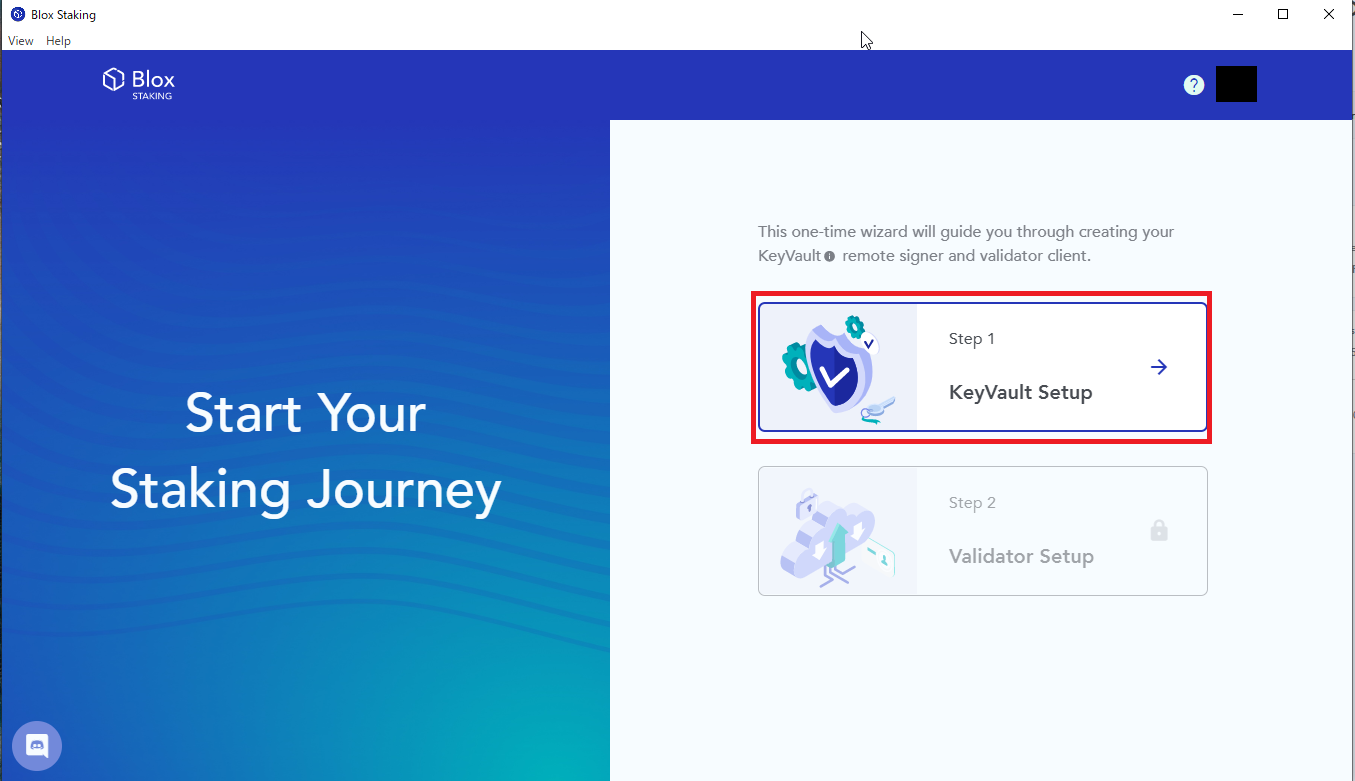 Blox Staking
View Help
Blox
STAKING
?
This one-time wizard will guide you through creating your
KeyVault remote signer and validator client.
Step 1
KeyVault Setup
Start Your
Staking Journey
Step 2
Validator Setup